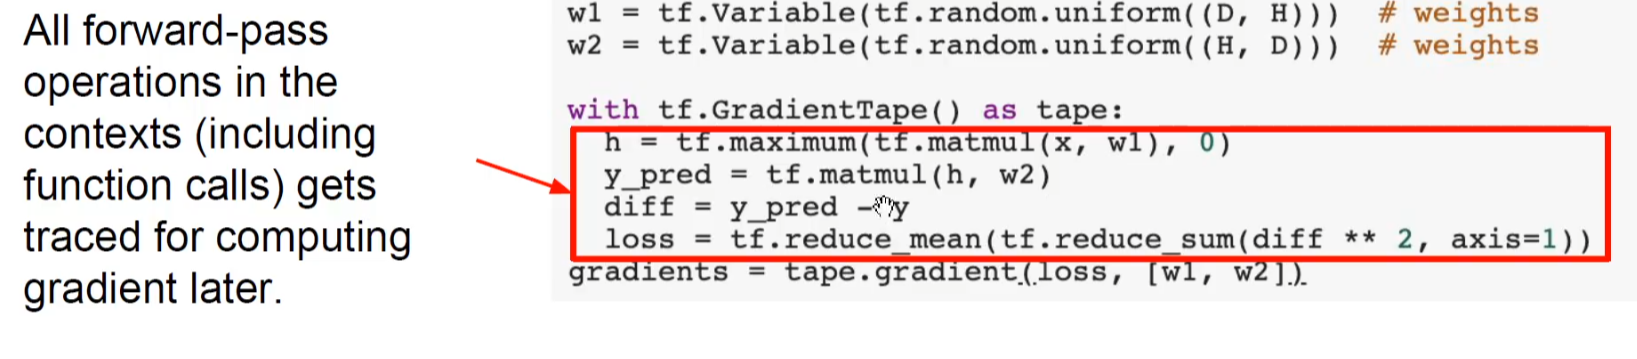 All forward-pass
operations in the
contexts (including
function calls) gets
traced for computing
gradient later.
w1 = tf.Variable(tf.random.uniform((D, H)))  # weights
w2 = tf.Variable(tf.random.uniform((H, D)))  # weights
with tf.GradientTape() as tape:
  h = tf.maximum(tf.matmul(x, w1), 0)
  y_pred = tf.matmul(h, w2)
  diff = y_pred - y
  loss = tf.reduce_mean(tf.reduce_sum(diff ** 2, axis=1))
gradients = tape.gradient(loss, [w1, w2])